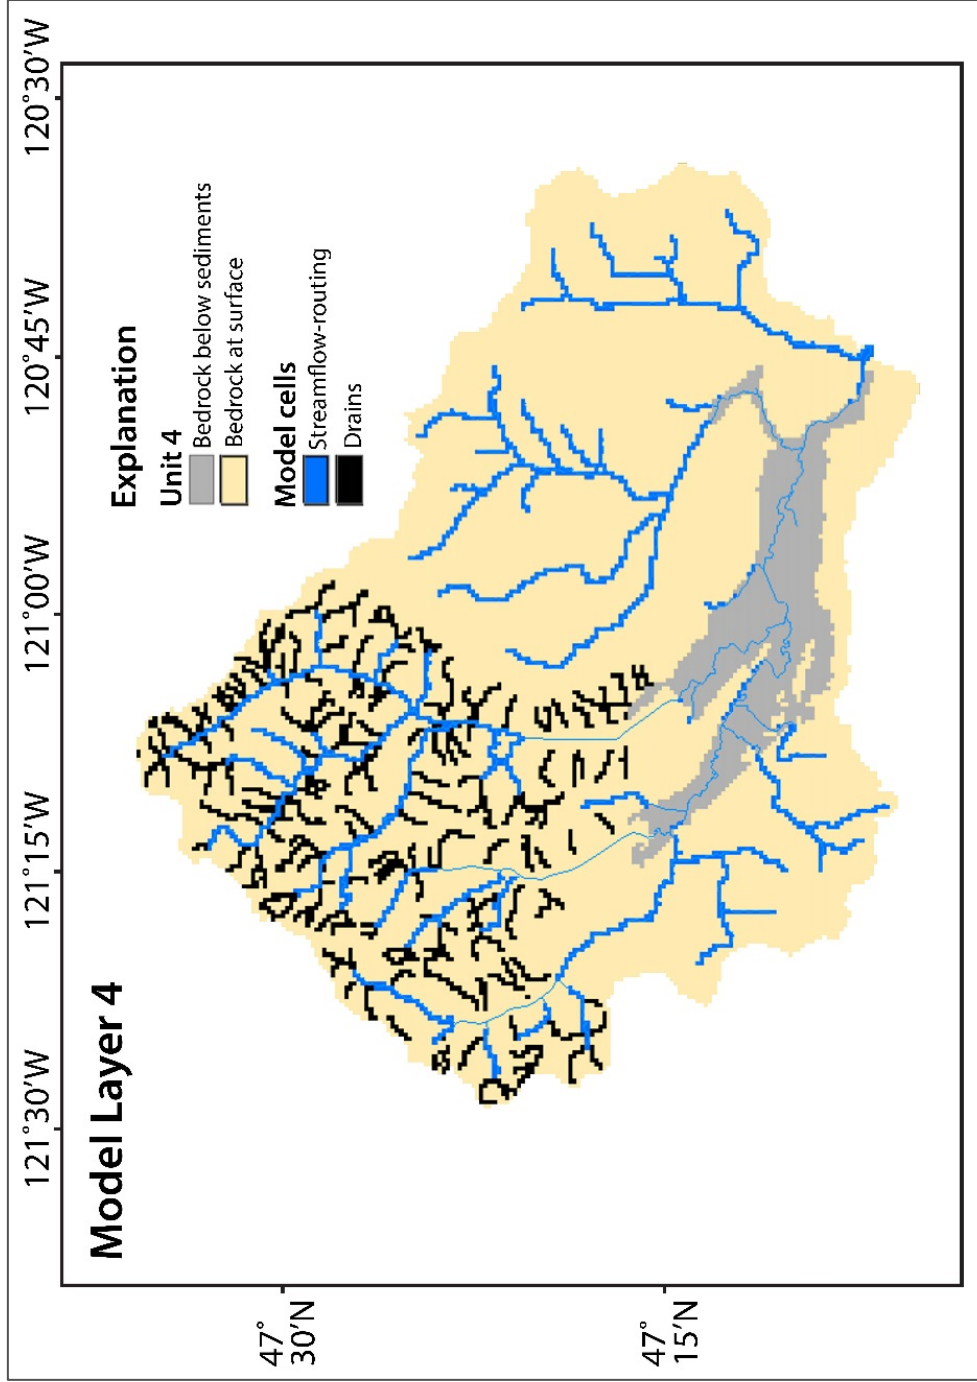 Model Layer 4
121°30′W
121°15′W
121°00′W
120°45′W
120°30′W
47°
30′N
47°
15′N
Explanation
Unit 4
Bedrock below sediments
Bedrock at surface
Model cells
Streamflow-routing
Drains